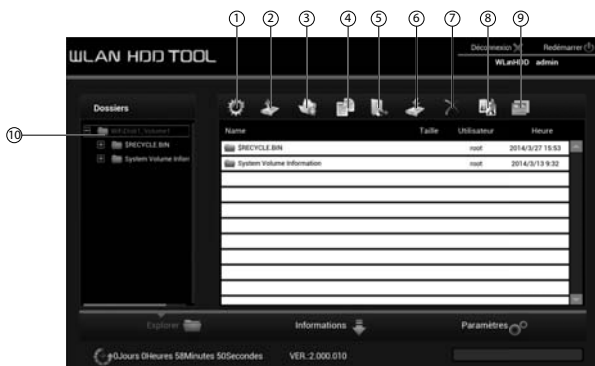 1 2 3 4 5 6 7 8 9
WLAN HDD TOOL
Déconnexion Redémarrer
WLanHDD admin
Dossiers
10
Name Taille Utilisateur Heure
WiFiDisk1_Volume1
$RECYCLE.BIN
System Volume Infor
$RECYCLE.BIN root 2014/3/27 15:53
System Volume Information root 2014/3/13 9:32
Explorer Informations Paramètres
0Jours 0Heures 58Minutes 50Secondes VER.:2.000.010